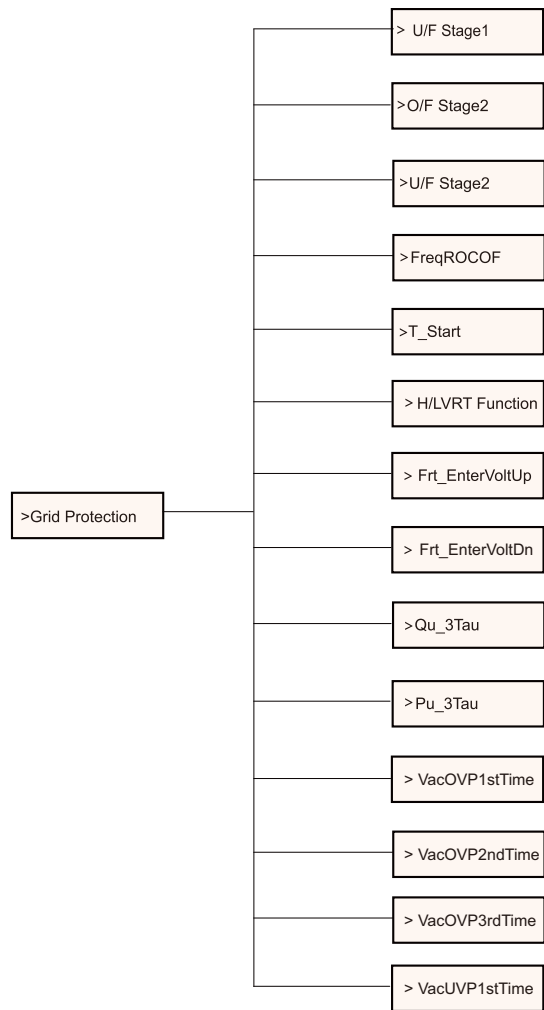 > U/F Stage1
>O/F Stage2
>U/F Stage2
>FreqROCOF
>T_Start
> H/LVRT Function
> Frt_EnterVoltUp
>Grid Protection
> Frt_EnterVoltDn
>Qu_3Tau
>Pu_3Tau
> VacOVP1stTime
> VacOVP2ndTime
> VacOVP3rdTime
> VacUVP1stTime